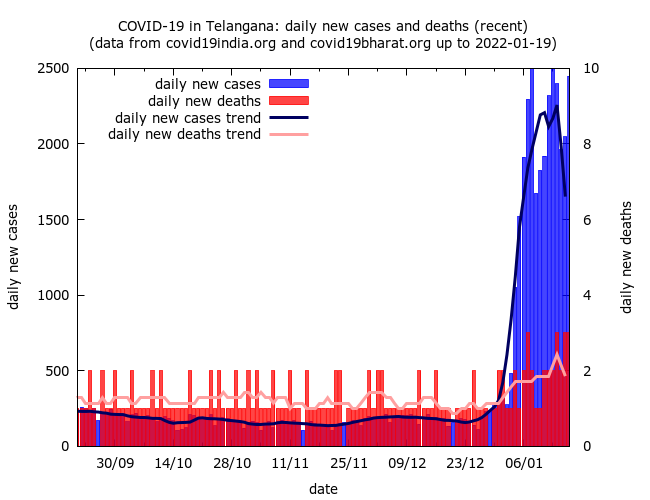 COVID-19 in Telangana: daily new cases and deaths (recent)
(data from covid19india.org and covid19bharat.org up to 2022-01-19)
daily new cases
daily new deaths
daily new cases trend
daily new deaths trend
2500
2000
1500
1000
500
0
10
8
6
4
2
0
daily new cases
daily new deaths
30/09 14/10 28/10 11/11 25/11 09/12 23/12 06/01
date